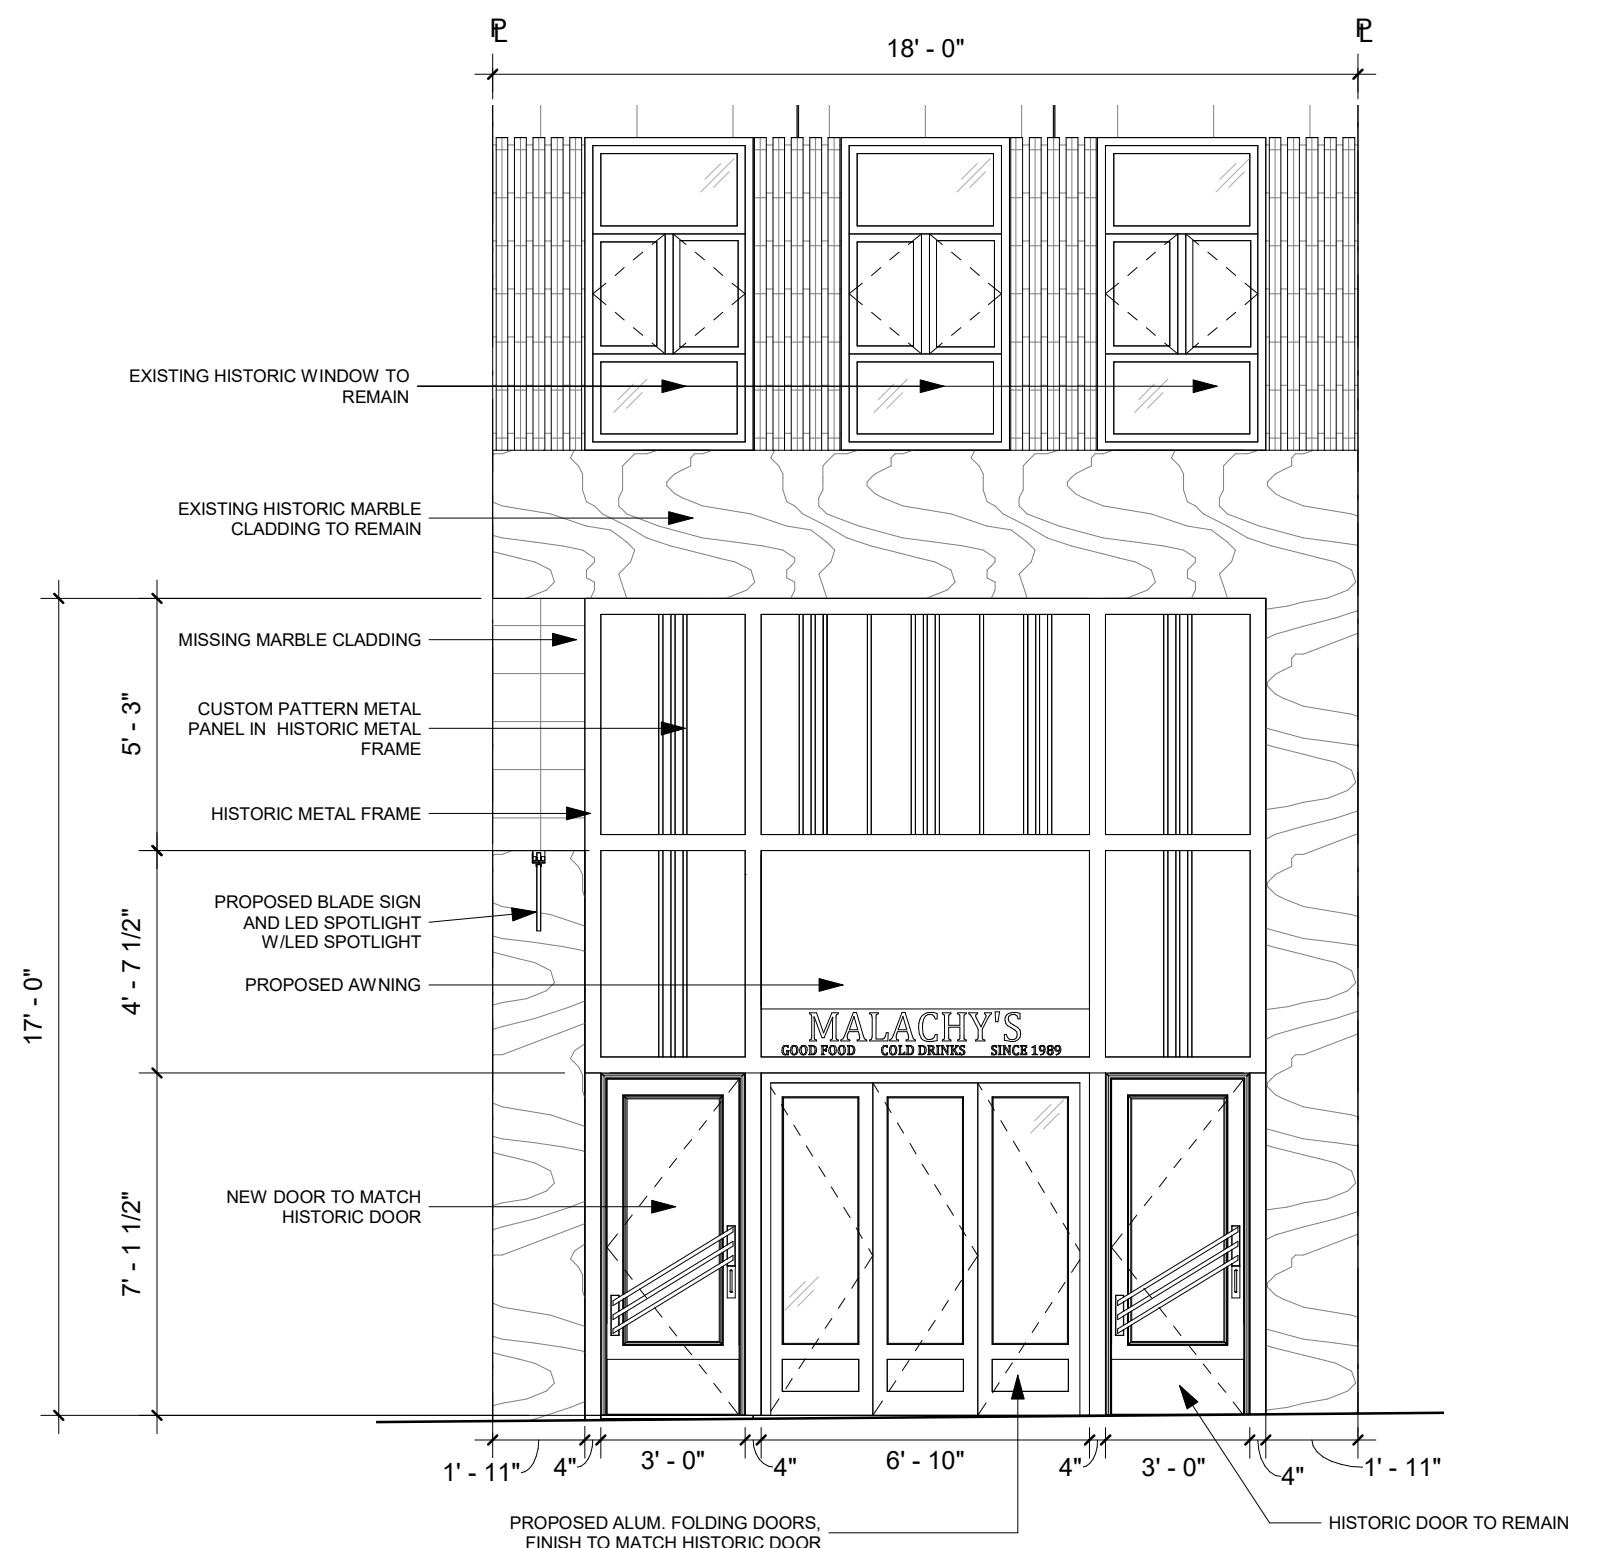 PL
PL
18' - 0"
EXISTING HISTORIC WINDOW TO
REMAIN
EXISTING HISTORIC MARBLE
CLADDING TO REMAIN
MISSING MARBLE CLADDING
CUSTOM PATTERN METAL
PANEL IN HISTORIC METAL
FRAME
HISTORIC METAL FRAME
PROPOSED BLADE SIGN
AND LED SPOTLIGHT
W/LED SPOTLIGHT
PROPOSED AWNING
NEW DOOR TO MATCH
HISTORIC DOOR
17' - 0"
5' - 3"
4' - 7 1/2"
7' - 1 1/2"
MALACHY'S
GOOD FOOD COLD DRINKS SINCE 1989
1' - 11" 4" 3' - 0" 4" 6' - 10" 4" 3' - 0" 4" 1' - 11"
PROPOSED ALUM. FOLDING DOORS,
FINISH TO MATCH HISTORIC DOOR
HISTORIC DOOR TO REMAIN